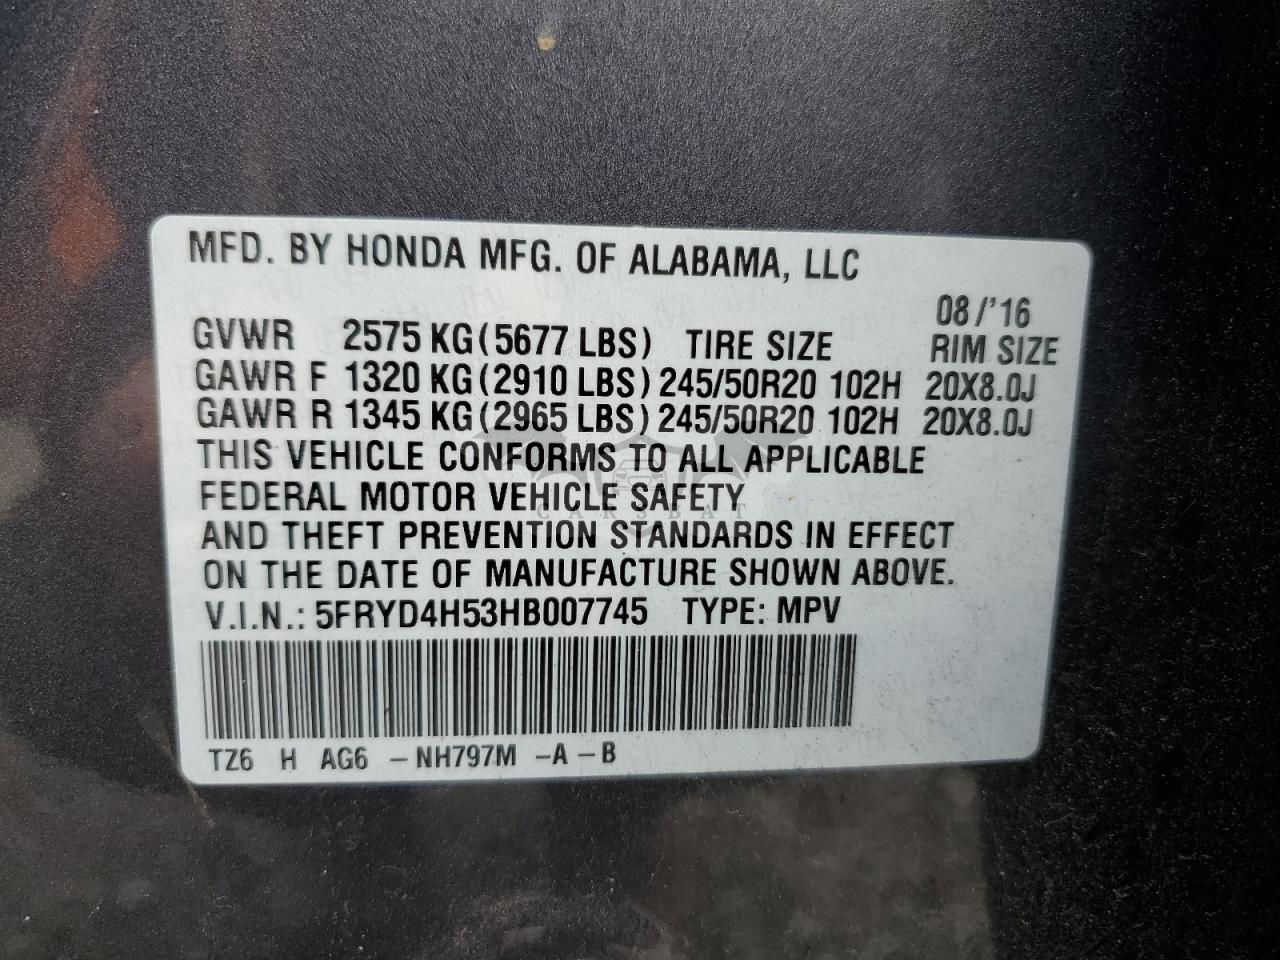 MFD. BY HONDA MFG. OF ALABAMA, LLC
08/'16
GVWR 2575 KG(5677 LBS) TIRE SIZE RIM SIZE
GAWR F 1320 KG(2910 LBS) 245/50R20 102H 20X8.0J
GAWR R 1345 KG(2965 LBS) 245/50R20 102H 20X8.0J
THIS VEHICLE CONFORMS TO ALL APPLICABLE
FEDERAL MOTOR VEHICLE SAFETY
CARSBAT
AND THEFT PREVENTION STANDARDS IN EFFECT
ON THE DATE OF MANUFACTURE SHOWN ABOVE.
V.I.N.: 5FRYD4H53HB007745 TYPE: MPV
TZ6 H AG6 -NH797M -A-B